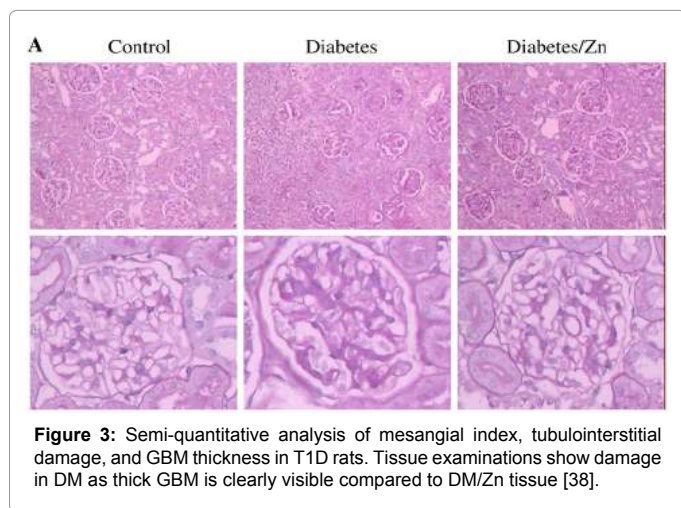 A Control Diabetes Diabetes/Zn
Figure 3: Semi-quantitative analysis of mesangial index, tubulointerstitial
damage, and GBM thickness in T1D rats. Tissue examinations show damage
in DM as thick GBM is clearly visible compared to DM/Zn tissue [38].